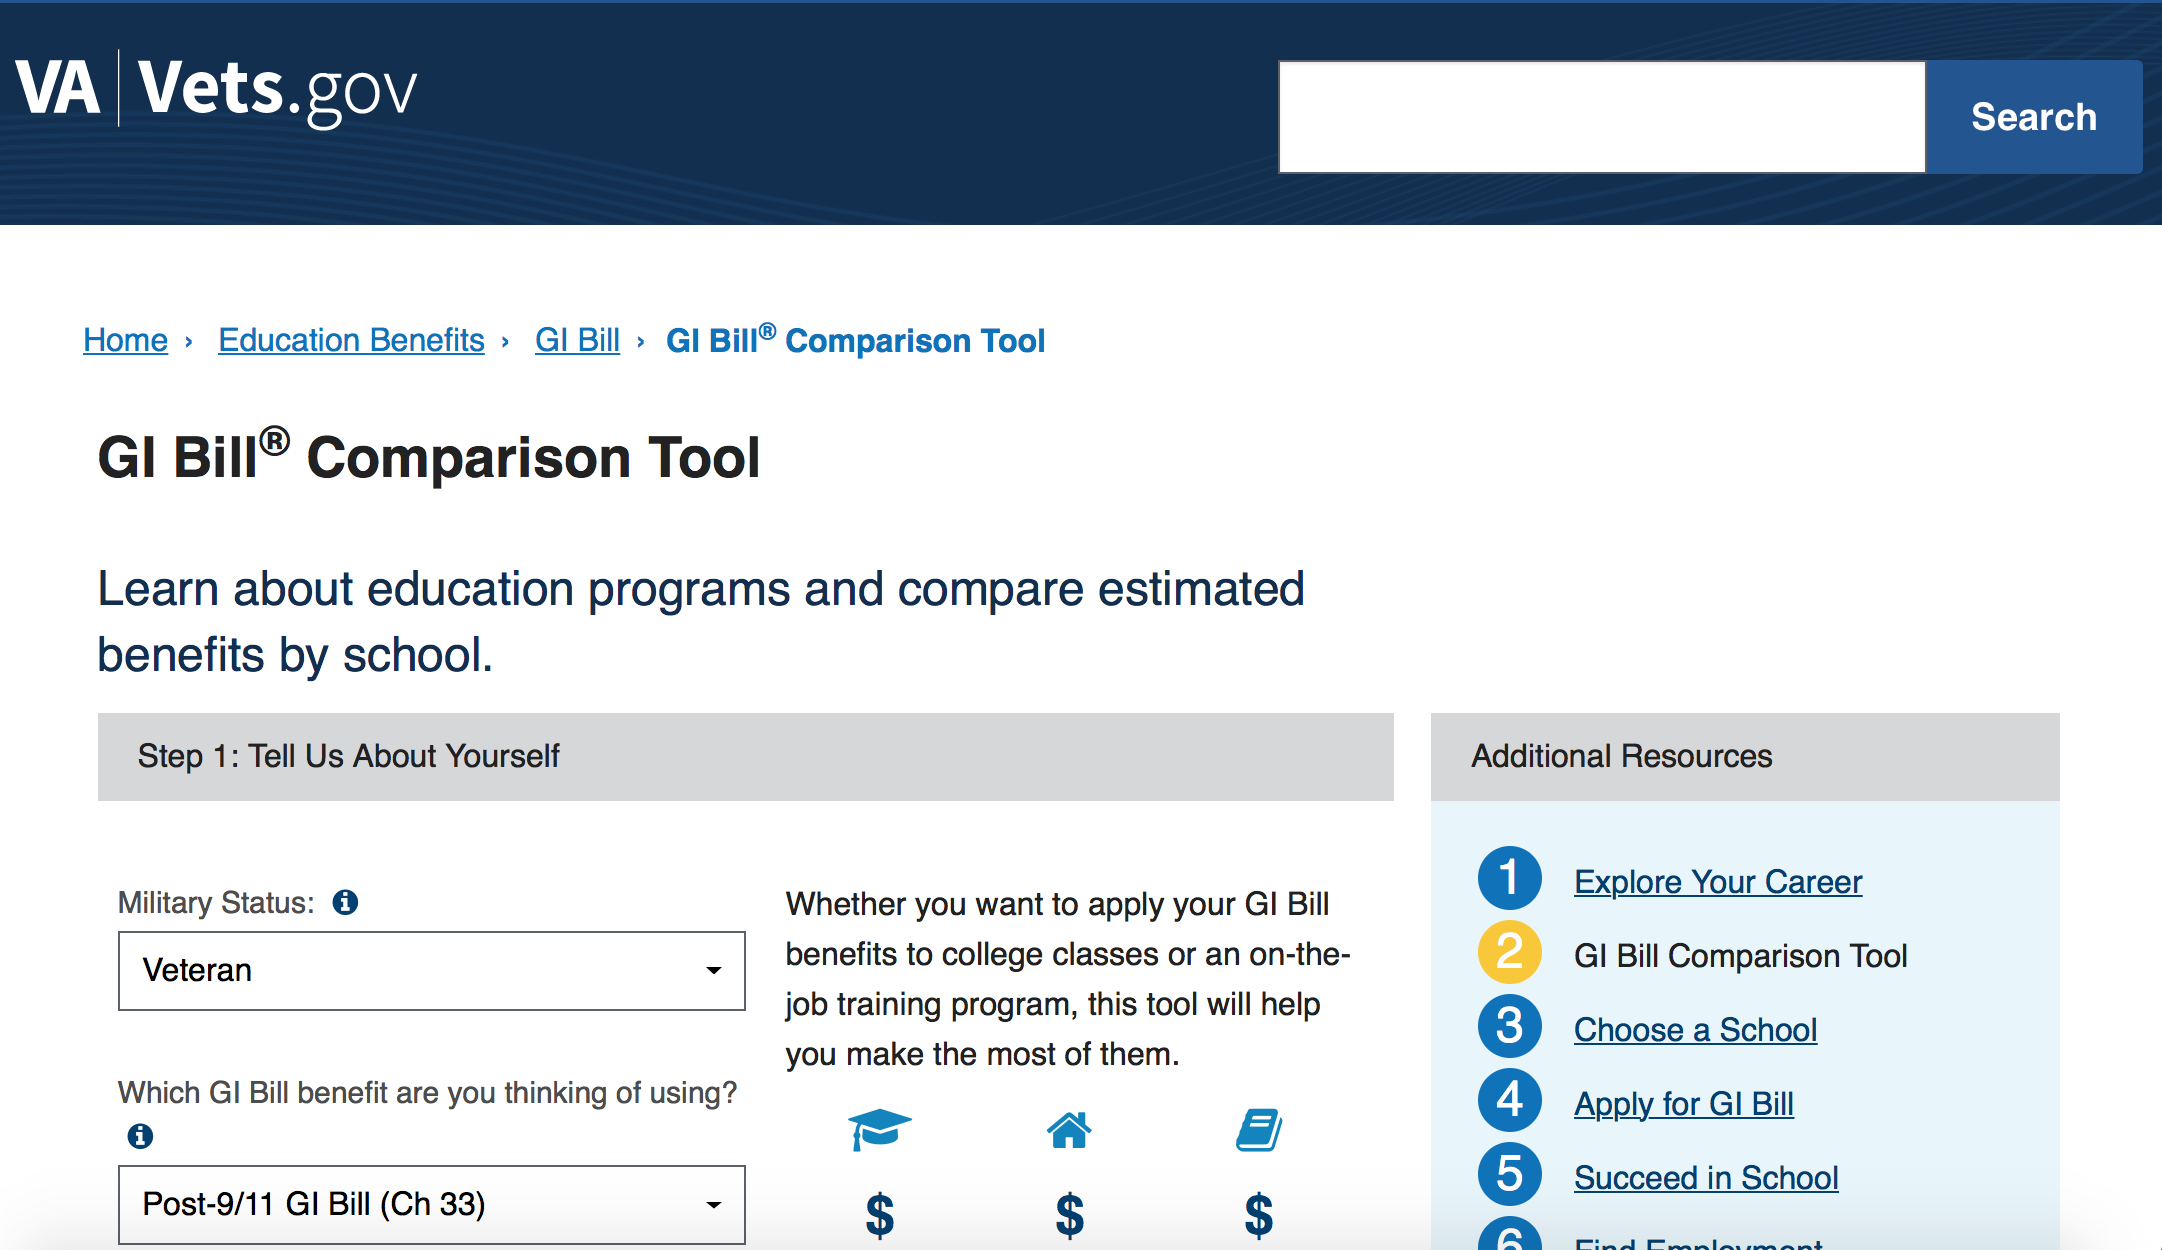 VA Vets.gov
Search
Home › Education Benefits › GI Bill › GI Bill® Comparison Tool
GI Bill® Comparison Tool
Learn about education programs and compare estimated
benefits by school.
Step 1: Tell Us About Yourself
Military Status:
Veteran
Which GI Bill benefit are you thinking of using?
Post-9/11 GI Bill (Ch 33)
Whether you want to apply your GI Bill
benefits to college classes or an on-the-
job training program, this tool will help
you make the most of them.
$ $ $
Additional Resources
1 Explore Your Career
2 GI Bill Comparison Tool
3 Choose a School
4 Apply for GI Bill
5 Succeed in School
6 Find Employment